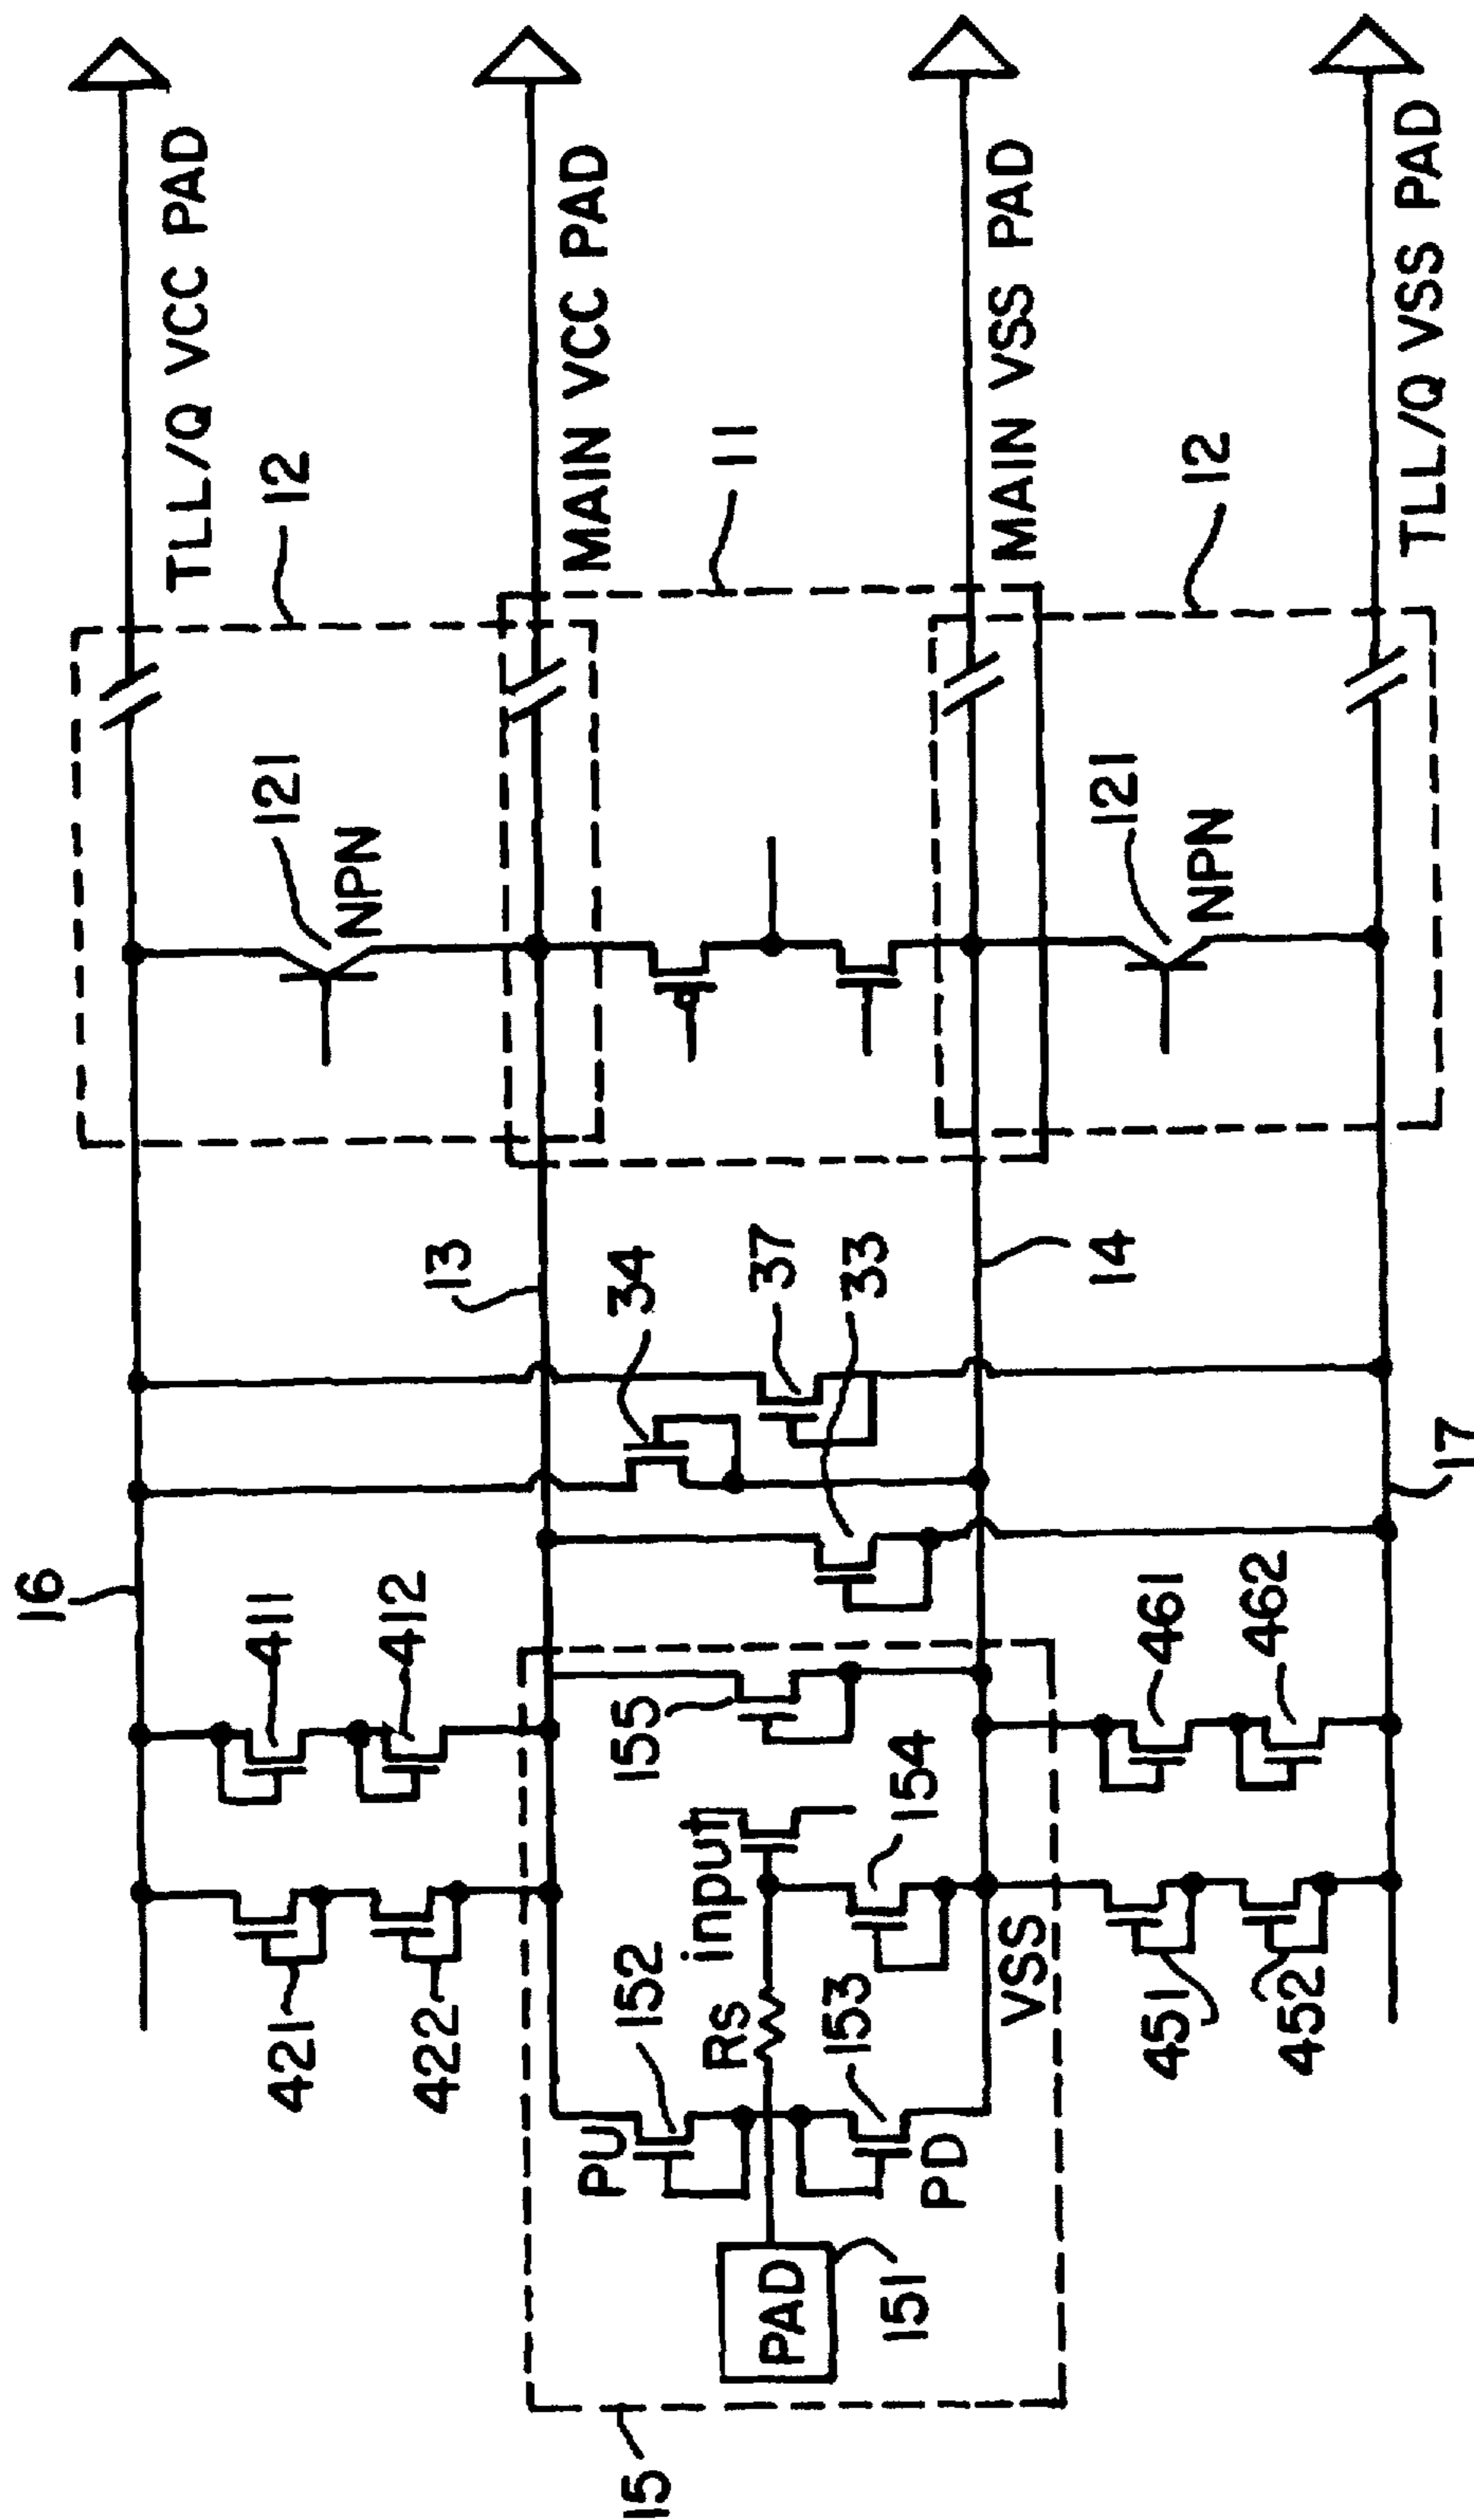 TLL/Q VCC PAD
MAIN VCC PAD
MAIN VSS PAD
TLL/Q VSS PAD
12
11
12
121
NPN
121
NPN
13
34
37
33
14
16
411
412
17
461
462
155
154
input
421
422
152
Rs
153
VSS
451
452
PU
PD
PAD
151
15